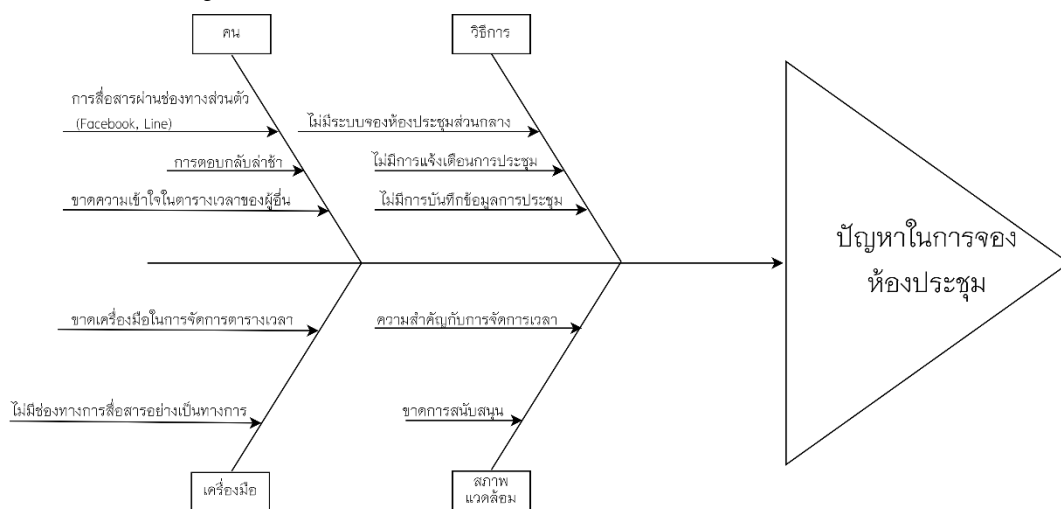 คน
วิธีการ
การสื่อสารผ่านช่องทางส่วนตัว
(Facebook, Line)
การตอบกลับล่าช้า
ขาดความเข้าใจในตารางเวลาของผู้อื่น
ไม่มีระบบจองห้องประชุมส่วนกลาง
ไม่มีการแจ้งเตือนการประชุม
ไม่มีการบันทึกข้อมูลการประชุม
ปัญหาในการจอง
ห้องประชุม
ขาดเครื่องมือในการจัดการตารางเวลา
ไม่มีช่องทางการสื่อสารอย่างเป็นทางการ
ความสำคัญกับการจัดการเวลา
ขาดการสนับสนุน
เครื่องมือ
สภาพ
แวดล้อม